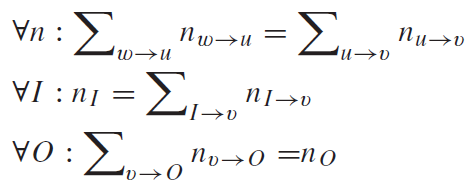 ∀n : ∑_{w→u} n_{w→u} = ∑_{u→υ} n_{u→υ}
∀I : n_I = ∑_{I→υ} n_{I→υ}
∀O : ∑_{υ→O} n_{υ→O} =n_O